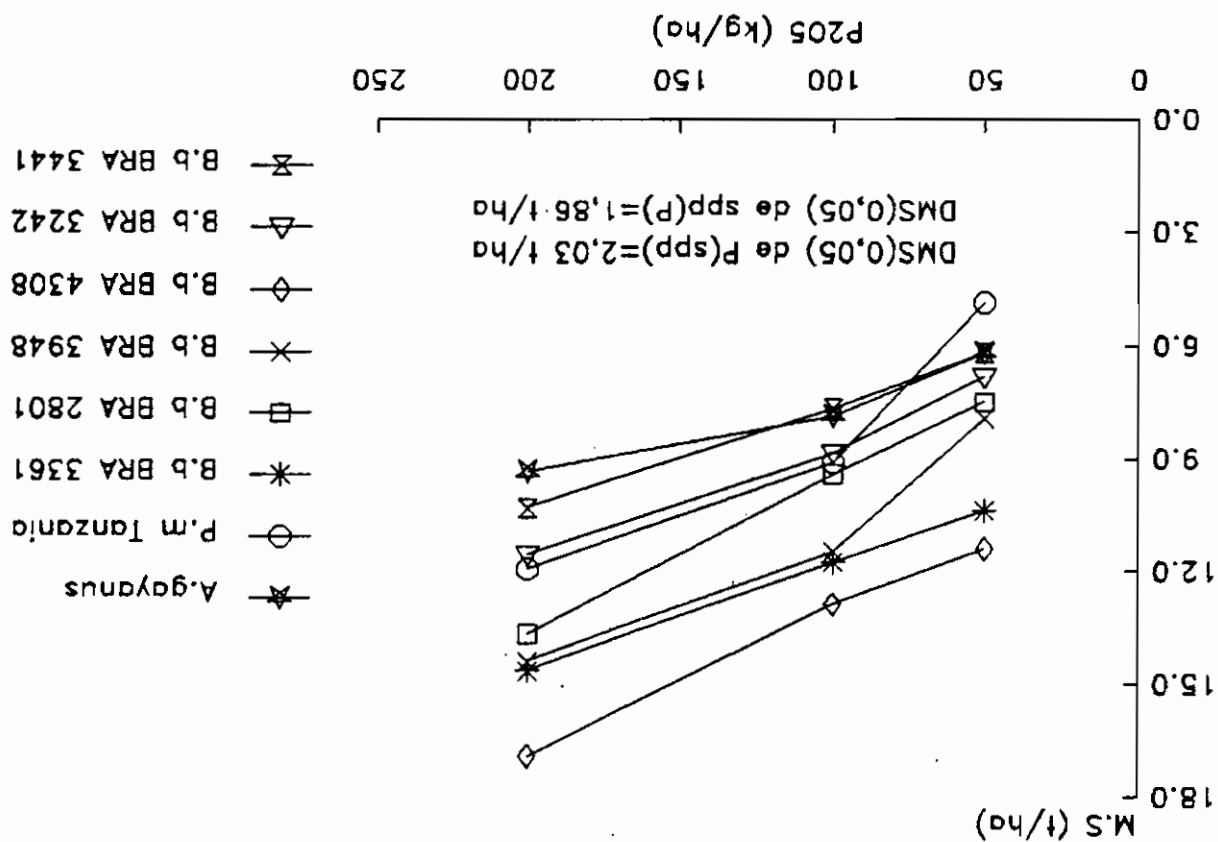 M.S (t/ha)
18.0
15.0
12.0
9.0
6.0
3.0
0.0
DMS(0,05) de P(spp)=2,03 t/ha
DMS(0,05) de spp(P)=1,86 t/ha
0 50 100 150 200 250
P205 (kg/ha)
A.gayanus
P.m Tanzania
B.b BRA 3361
B.b BRA 2801
B.b BRA 3948
B.b BRA 4308
B.b BRA 3242
B.b BRA 3441